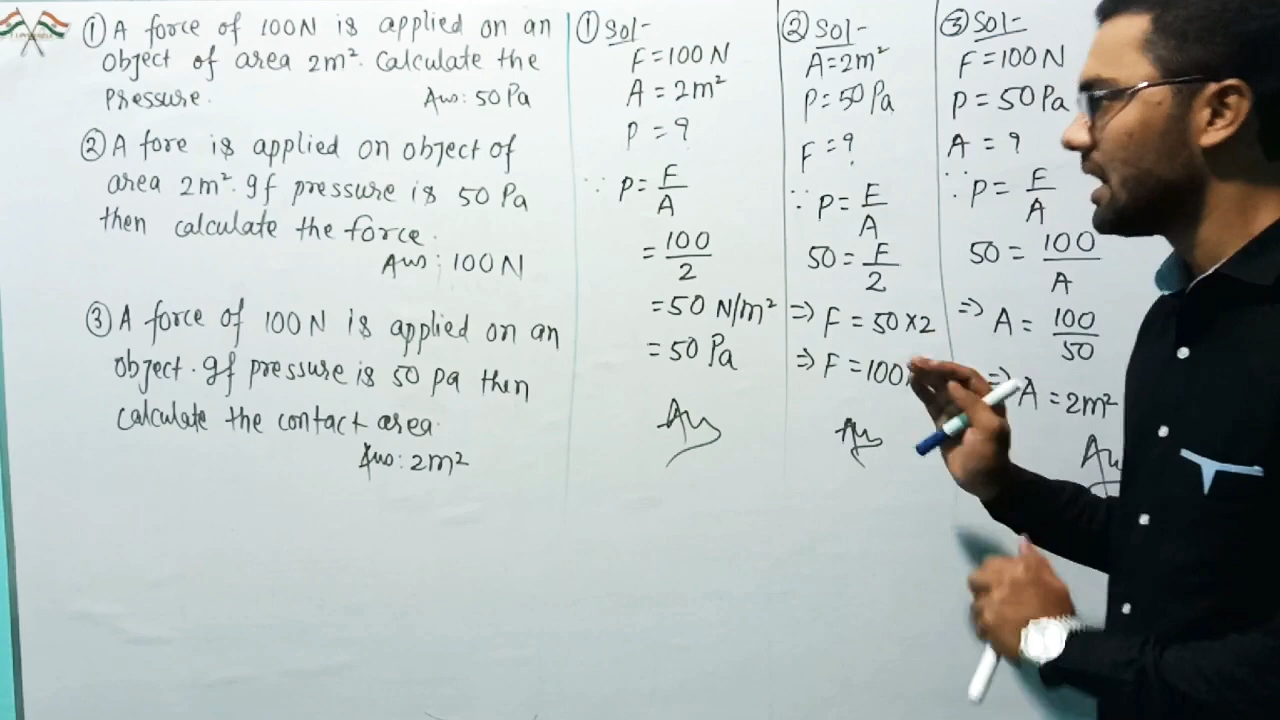 ① A force of 100N is applied on an
object of area 2m². Calculate the
Pressure.
Ans: 50 Pa
② A fore is applied on object of
area 2m². If pressure is 50 Pa
then calculate the force.
Ans: 100 N
③ A force of 100N is applied on an
object. If pressure is 50 pa then
calculate the contact area.
Ans: 2m²
① Sol-
F = 100 N
A = 2m²
P = ?
∵ P = F/A
= 100/2
= 50 N/m²
= 50 Pa
Ans
② Sol-
A = 2m²
P = 50 Pa
F = ?
∵ P = F/A
50 = F/2
=> F = 50 × 2
=> F = 100
Ans
③ Sol-
F = 100 N
P = 50 Pa
A = ?
∵ P = F/A
50 = 100/A
=> A = 100/50
=> A = 2m²